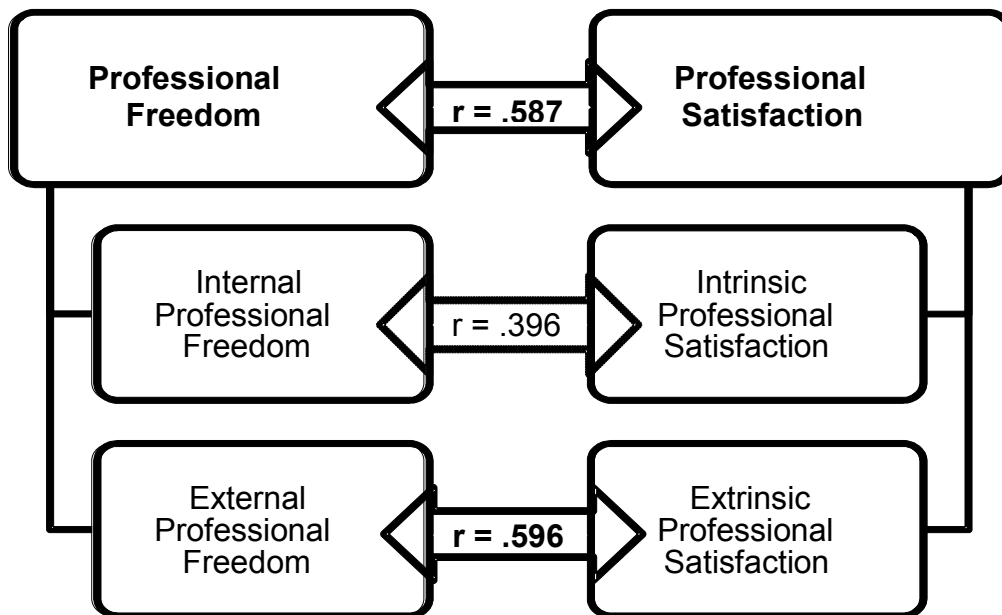 Professional
Freedom
r = .587
Professional
Satisfaction
Internal
Professional
Freedom
r = .396
Intrinsic
Professional
Satisfaction
External
Professional
Freedom
r = .596
Extrinsic
Professional
Satisfaction